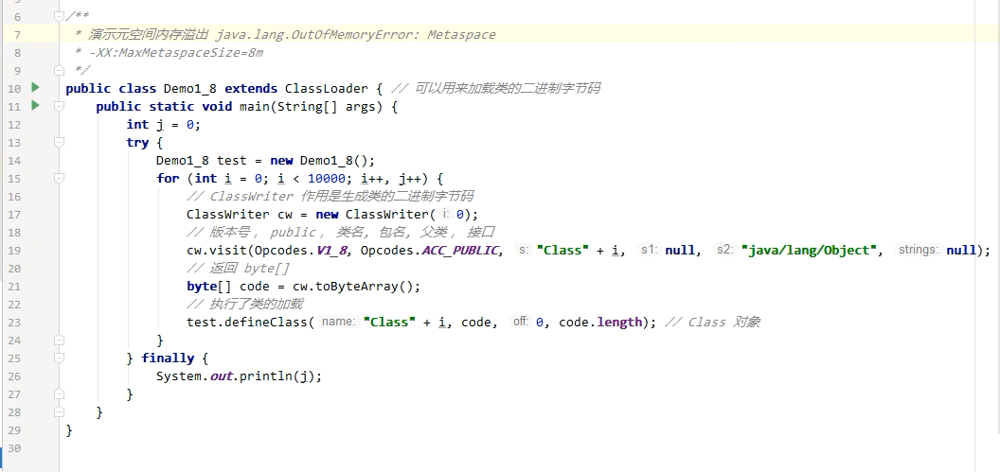 6 /**
7 * 演示元空间内存溢出 java.lang.OutOfMemoryError: Metaspace
8 * -XX:MaxMetaspaceSize=8m
9 */
10 public class Demo1_8 extends ClassLoader { // 可以用来加载类的二进制字节码
11 public static void main(String[] args) {
12 int j = 0;
13 try {
14 Demo1_8 test = new Demo1_8();
15 for (int i = 0; i < 10000; i++, j++) {
16 // ClassWriter 作用是生成类的二进制字节码
17 ClassWriter cw = new ClassWriter( i: 0);
18 // 版本号, public, 类名, 包名, 父类, 接口
19 cw.visit(Opcodes.V1_8, Opcodes.ACC_PUBLIC, s: "Class" + i, s1: null, s2: "java/lang/Object", strings: null);
20 // 返回 byte[]
21 byte[] code = cw.toByteArray();
22 // 执行了类的加载
23 test.defineClass( name: "Class" + i, code, off: 0, code.length); // Class 对象
24 }
25 } finally {
26 System.out.println(j);
27 }
28 }
29 }
30